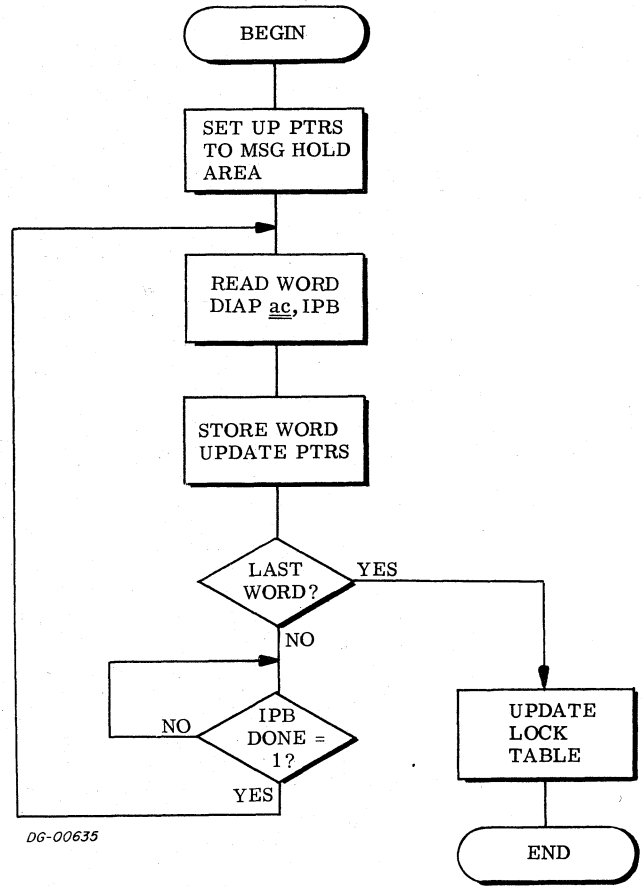 BEGIN
SET UP PTRS
TO MSG HOLD
AREA
READ WORD
DIAP ac, IPB
STORE WORD
UPDATE PTRS
LAST
WORD?
YES
NO
IPB
DONE =
1?
NO
YES
UPDATE
LOCK
TABLE
END
DG-00635